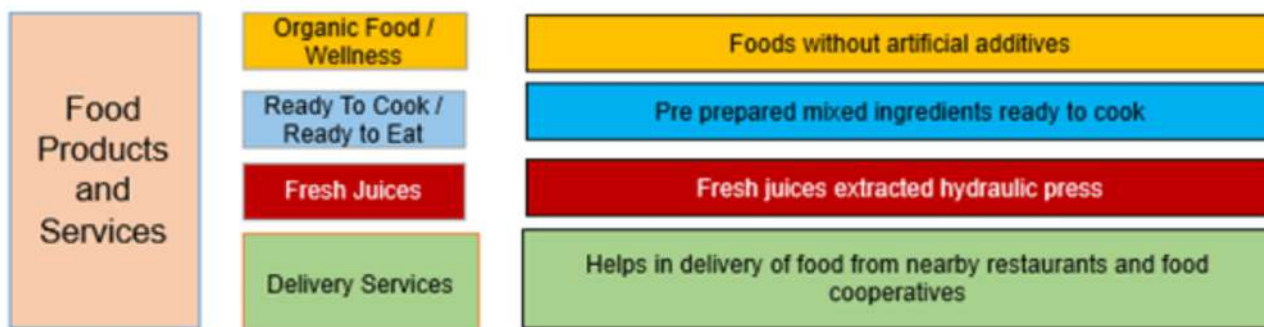 Food
Products
and
Services
Organic Food /
Wellness
Foods without artificial additives
Ready To Cook /
Ready to Eat
Pre prepared mixed ingredients ready to cook
Fresh Juices
Fresh juices extracted hydraulic press
Delivery Services
Helps in delivery of food from nearby restaurants and food
cooperatives